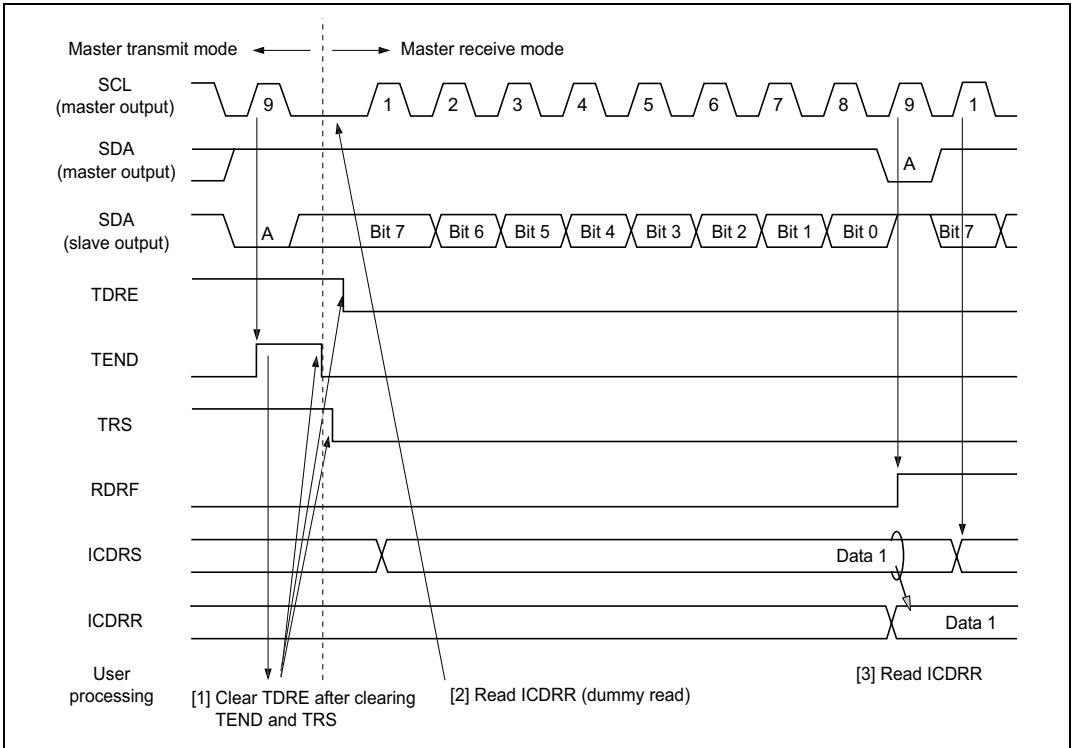 Master transmit mode Master receive mode
SCL
(master output)
9 1 2 3 4 5 6 7 8 9 1
SDA
(master output)
A
SDA
(slave output)
A Bit 7 Bit 6 Bit 5 Bit 4 Bit 3 Bit 2 Bit 1 Bit 0 Bit 7
TDRE
TEND
TRS
RDRF
ICDRS
Data 1
ICDRR
Data 1
User
processing
[1] Clear TDRE after clearing
TEND and TRS
[2] Read ICDRR (dummy read)
[3] Read ICDRR